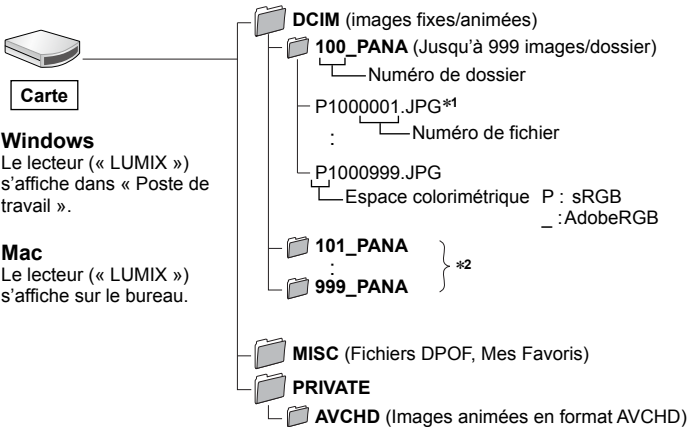 DCIM (images fixes/animées)
100_PANA (Jusqu'à 999 images/dossier)
Numéro de dossier
Carte
P1000001.JPG*1
:
Numéro de fichier
Windows
Le lecteur (« LUMIX »)
s'affiche dans « Poste de
travail ».
P1000999.JPG
Espace colorimétrique P : sRGB
_ : AdobeRGB
Mac
Le lecteur (« LUMIX »)
s'affiche sur le bureau.
101_PANA
:
*2
999_PANA
MISC (Fichiers DPOF, Mes Favoris)
PRIVATE
AVCHD (Images animées en format AVCHD)